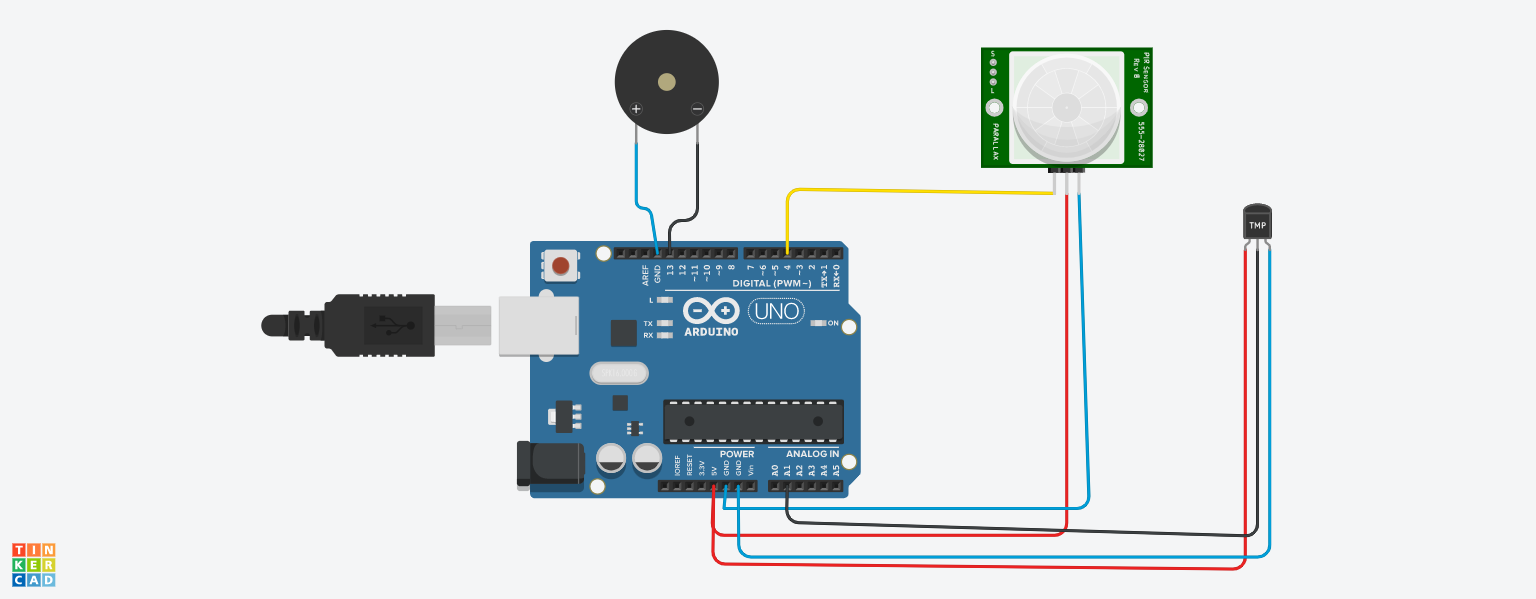 + −
S
L
PARALLAX
PIR SENSOR
REV B
555-28027
TMP
AREF
GND
13
12
~11
~10
~9
8
7
~6
~5
4
~3
2
TX→1
RX←0
DIGITAL (PWM~)
L
TX
RX
ARDUINO
UNO
ON
POWER
ANALOG IN
IOREF
RESET
3.3V
5V
GND
GND
Vin
A0
A1
A2
A3
A4
A5
TIN
KER
CAD